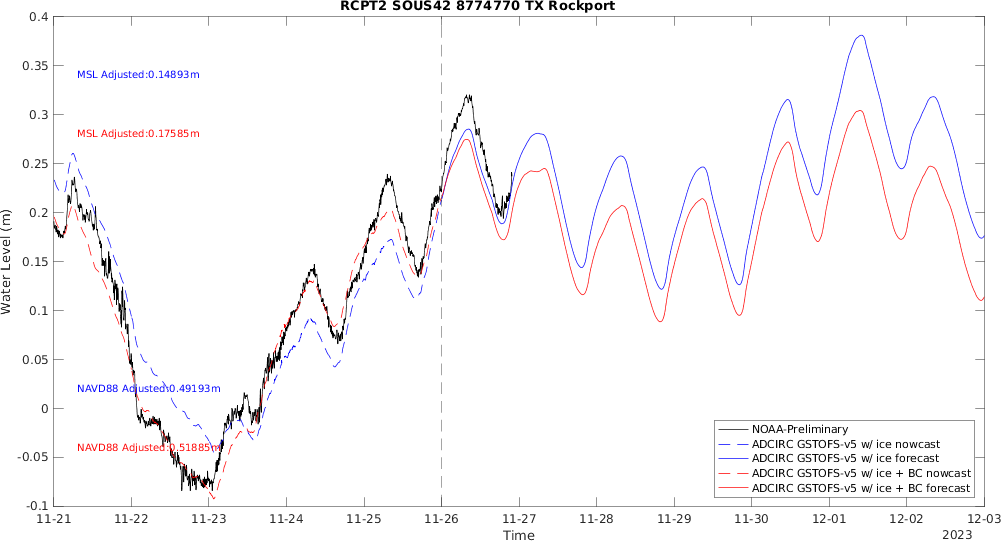 RCPT2 SOUS42 8774770 TX Rockport
0.4
0.35
0.3
0.25
0.2
0.15
0.1
0.05
0
-0.05
-0.1
Water Level (m)
MSL Adjusted:0.14893m
MSL Adjusted:0.17585m
NAVD88 Adjusted:0.49193m
NAVD88 Adjusted:0.51885m
NOAA-Preliminary
ADCIRC GSTOFS-v5 w/ ice nowcast
ADCIRC GSTOFS-v5 w/ ice forecast
ADCIRC GSTOFS-v5 w/ ice + BC nowcast
ADCIRC GSTOFS-v5 w/ ice + BC forecast
11-21 11-22 11-23 11-24 11-25 11-26 11-27 11-28 11-29 11-30 12-01 12-02 12-03
Time
2023